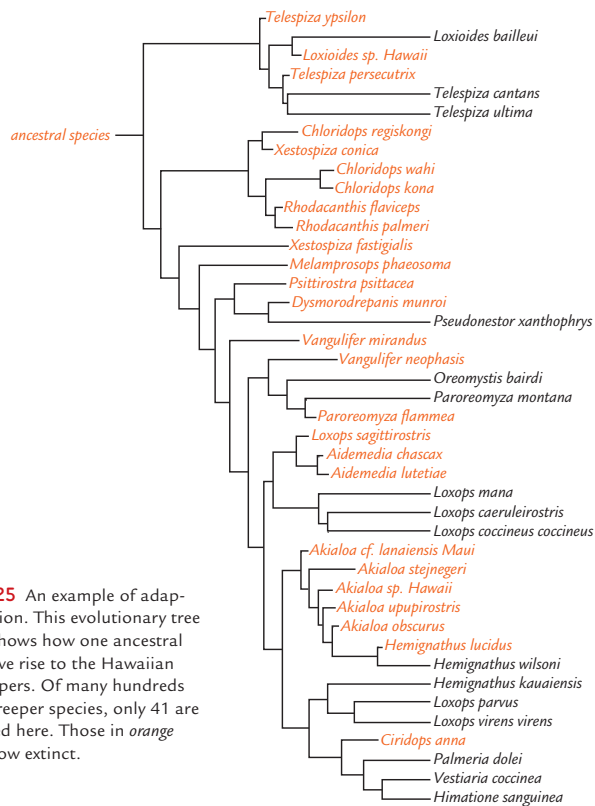 Telespiza ypsilon
Loxioides bailleui
Loxioides sp. Hawaii
Telespiza persecutrix
Telespiza cantans
Telespiza ultima
ancestral species
Chloridops regiskongi
Xestospiza conica
Chloridops wahi
Chloridops kona
Rhodacanthis flaviceps
Rhodacanthis palmeri
Xestospiza fastigialis
Melamprosops phaeosoma
Psittirostra psittacea
Dysmorodrepanis munroi
Pseudonestor xanthophrys
Vangulifer mirandus
Vangulifer neophasis
Oreomystis bairdi
Paroreomyza montana
Paroreomyza flammea
Loxops sagittirostris
Aidemedia chascax
Aidemedia lutetiae
Loxops mana
Loxops caeruleirostris
Loxops coccineus coccineus
Akialoa cf. lanaiensis Maui
Akialoa stejnegeri
Akialoa sp. Hawaii
Akialoa upupirostris
Akialoa obscurus
Hemignathus lucidus
Hemignathus wilsoni
Hemignathus kauaiensis
Loxops parvus
Loxops virens virens
Ciridops anna
Palmeria dolei
Vestiaria coccinea
Himatione sanguinea
25 An example of adap-
ion. This evolutionary tree
hows how one ancestral
ve rise to the Hawaiian
pers. Of many hundreds
reeper species, only 41 are
d here. Those in orange
ow extinct.